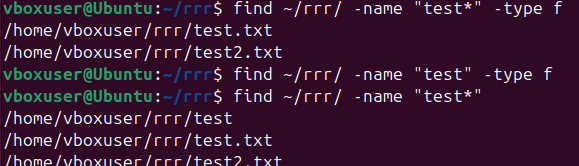 vboxuser@Ubuntu:~/rrr$ find ~/rrr/ -name "test*" -type f
/home/vboxuser/rrr/test.txt
/home/vboxuser/rrr/test2.txt
vboxuser@Ubuntu:~/rrr$ find ~/rrr/ -name "test" -type f
vboxuser@Ubuntu:~/rrr$ find ~/rrr/ -name "test*"
/home/vboxuser/rrr/test
/home/vboxuser/rrr/test.txt
/home/vboxuser/rrr/test2.txt